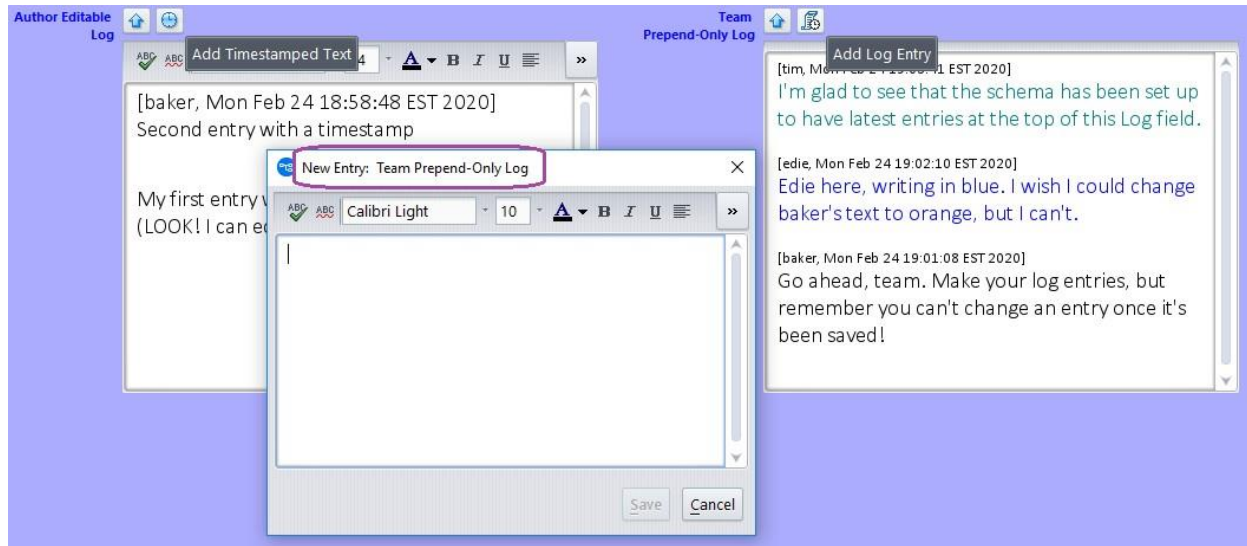 Author Editable
Log
Add Timestamped Text
ABC ABC 4 A B I U »
[baker, Mon Feb 24 18:58:48 EST 2020]
Second entry with a timestamp
My first entry
(LOOK! I can
New Entry: Team Prepend-Only Log
ABC ABC Calibri Light 10 A B I U »
Save Cancel
Team
Prepend-Only Log
Add Log Entry
[tim, EST 2020]
I'm glad to see that the schema has been set up
to have latest entries at the top of this Log field.
[edie, Mon Feb 24 19:02:10 EST 2020]
Edie here, writing in blue. I wish I could change
baker's text to orange, but I can't.
[baker, Mon Feb 24 19:01:08 EST 2020]
Go ahead, team. Make your log entries, but
remember you can't change an entry once it's
been saved!